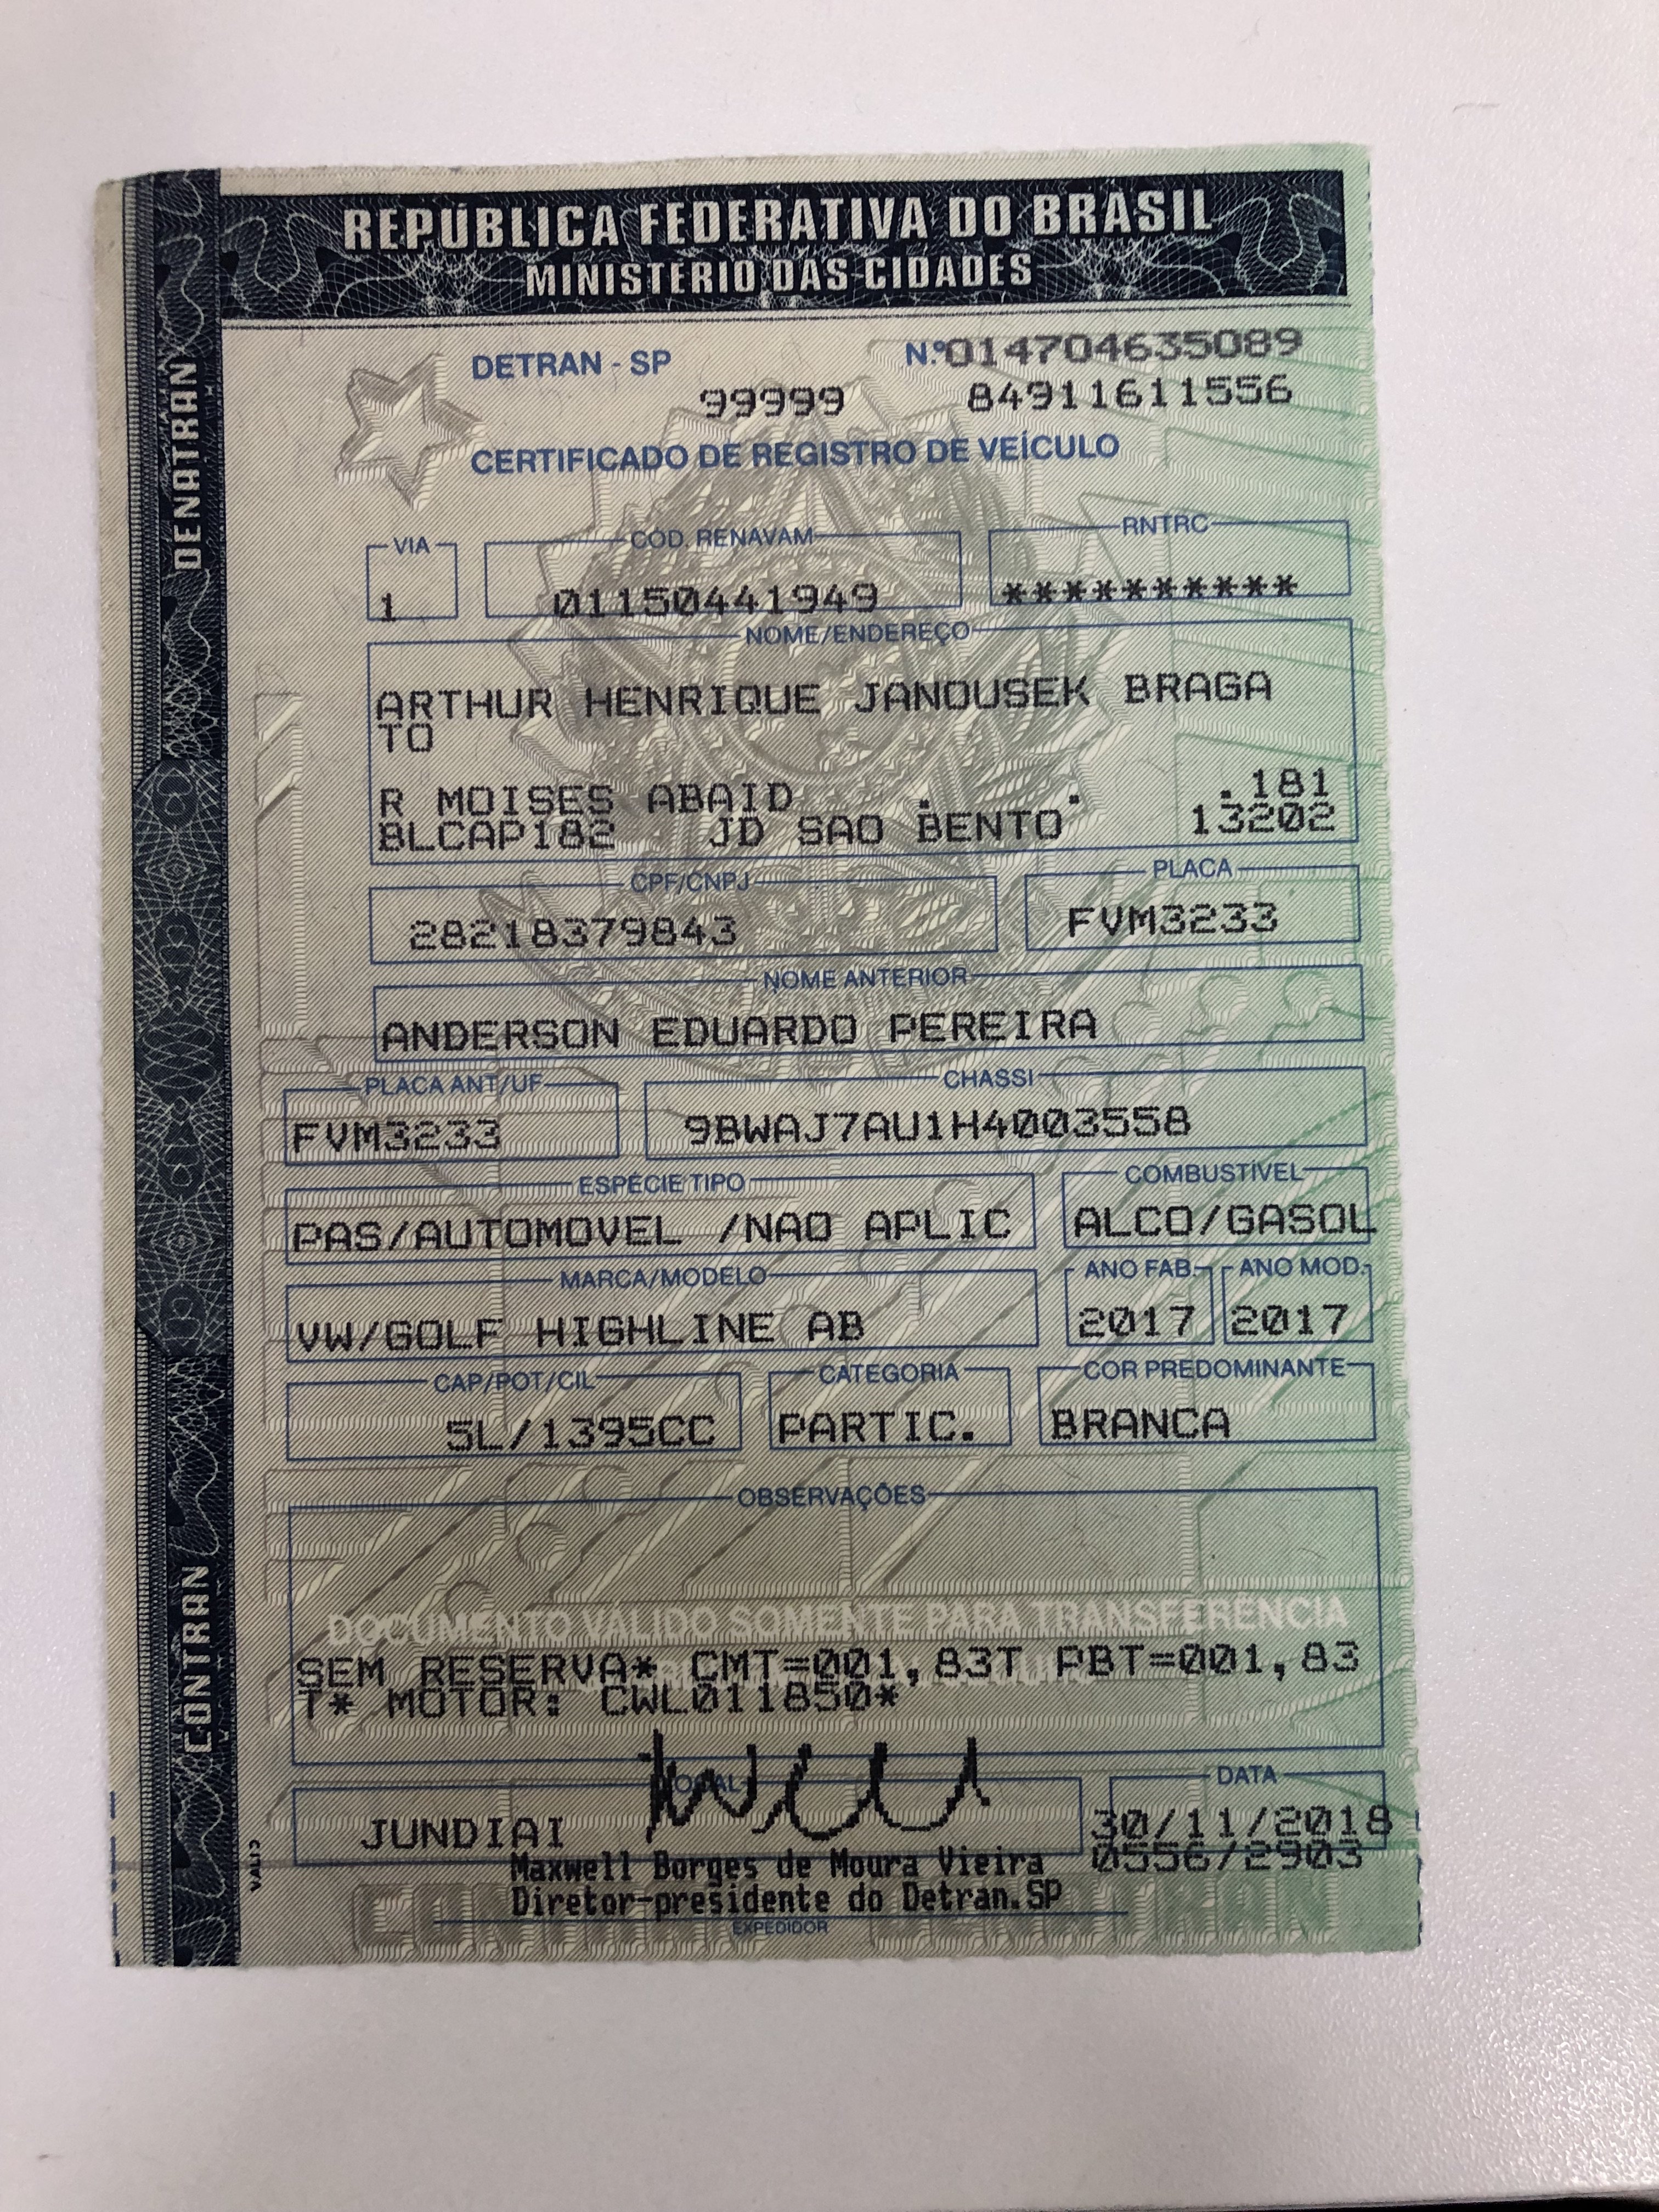 REPÚBLICA FEDERATIVA DO BRASIL
MINISTÉRIO DAS CIDADES
DENATRAN
CONTRAN
DETRAN - SP
N.º014704635089
99999 84911611556
CERTIFICADO DE REGISTRO DE VEÍCULO
VIA CÓD. RENAVAM RNTRC
1 01150441949 **********
NOME/ENDEREÇO
ARTHUR HENRIQUE JANOUSEK BRAGA
TO
R MOISES ABAID . . .181
BLCAP182 JD SAO BENTO 13202
CPF/CNPJ PLACA
28218379843 FVM3233
NOME ANTERIOR
ANDERSON EDUARDO PEREIRA
PLACA ANT/UF CHASSI
FVM3233 9BWAJ7AU1H4003558
ESPÉCIE TIPO COMBUSTÍVEL
PAS/AUTOMOVEL /NAO APLIC ALCO/GASOL
MARCA/MODELO ANO FAB. ANO MOD.
VW/GOLF HIGHLINE AB 2017 2017
CAP/POT/CIL CATEGORIA COR PREDOMINANTE
5L/1395CC PARTIC. BRANCA
OBSERVAÇÕES
DOCUMENTO VÁLIDO SOMENTE PARA TRANSFERÊNCIA
SEM RESERVA* CMT=001,83T PBT=001,83
T* MOTOR: CWL011850*
LOCAL DATA
JUNDIAI 30/11/2018
0556/2903
Maxwell Borges de Moura Vieira
Diretor-presidente do Detran.SP
EXPEDIDOR
CONTRAN DENATRAN